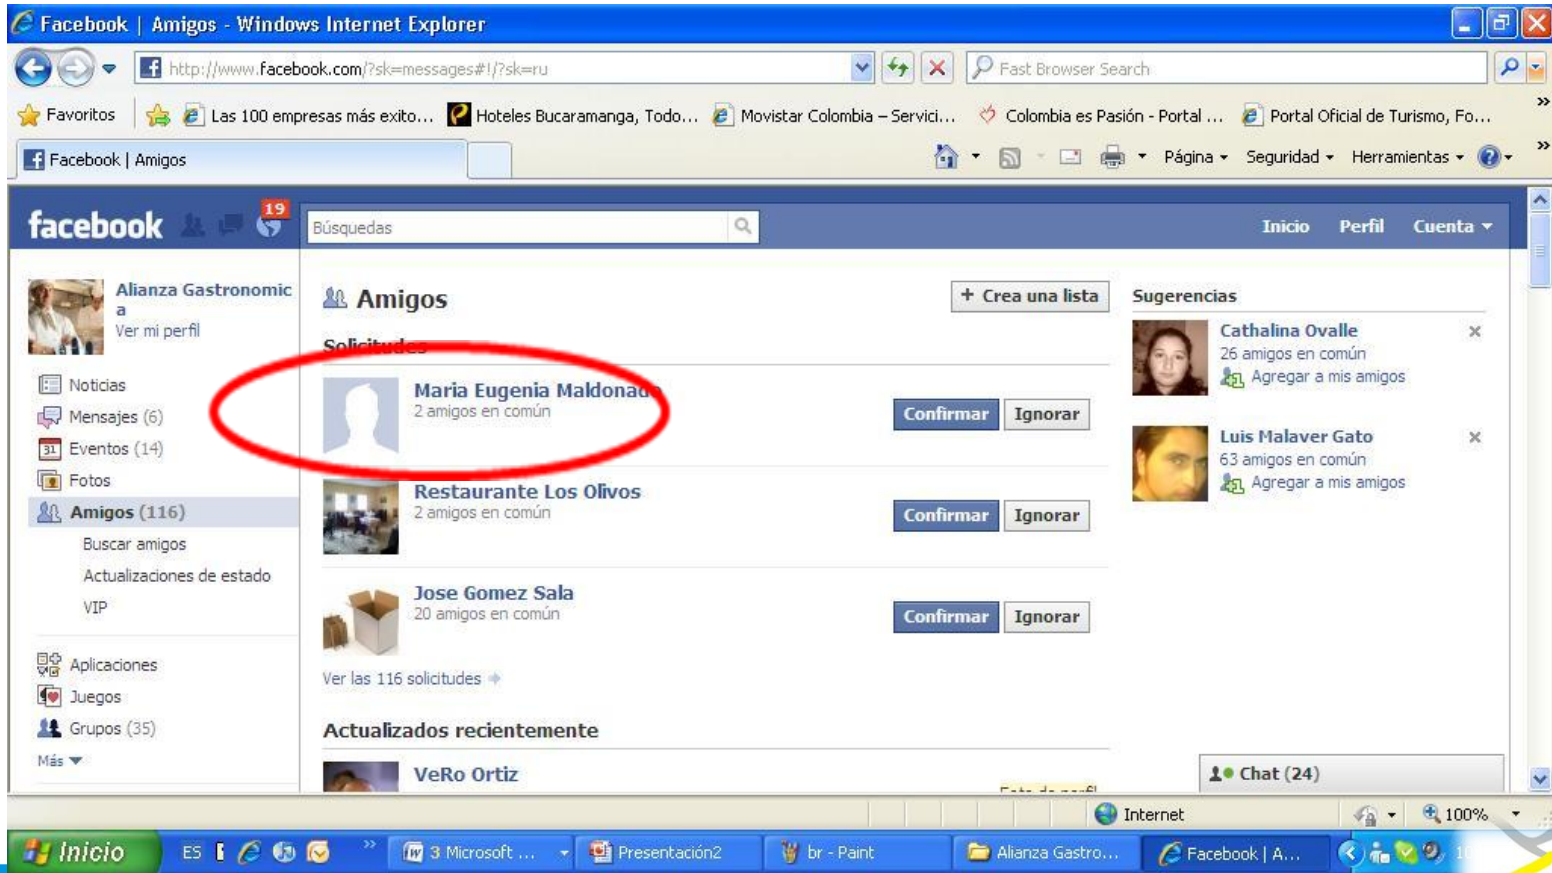 Facebook | Amigos - Windows Internet Explorer
http://www.facebook.com/?sk=messages#!/?sk=ru
Fast Browser Search
Favoritos
Las 100 empresas más exito...
Hoteles Bucaramanga, Todo...
Movistar Colombia – Servici...
Colombia es Pasión - Portal ...
Portal Oficial de Turismo, Fo...
Facebook | Amigos
Página
Seguridad
Herramientas
facebook
19
Búsquedas
Inicio
Perfil
Cuenta
Alianza Gastronomic
a
Ver mi perfil
Noticias
Mensajes (6)
31
Eventos (14)
Fotos
Amigos (116)
Buscar amigos
Actualizaciones de estado
VIP
Aplicaciones
Juegos
Grupos (35)
Más
Amigos
+ Crea una lista
Solicitudes
Maria Eugenia Maldonado
2 amigos en común
Confirmar
Ignorar
Restaurante Los Olivos
2 amigos en común
Confirmar
Ignorar
Jose Gomez Sala
20 amigos en común
Confirmar
Ignorar
Ver las 116 solicitudes
Actualizados recientemente
VeRo Ortiz
Sugerencias
Cathalina Ovalle
26 amigos en común
Agregar a mis amigos
Luis Malaver Gato
63 amigos en común
Agregar a mis amigos
Chat (24)
Internet
100%
Inicio
ES
3 Microsoft ...
Presentación2
br - Paint
Alianza Gastro...
Facebook | A...